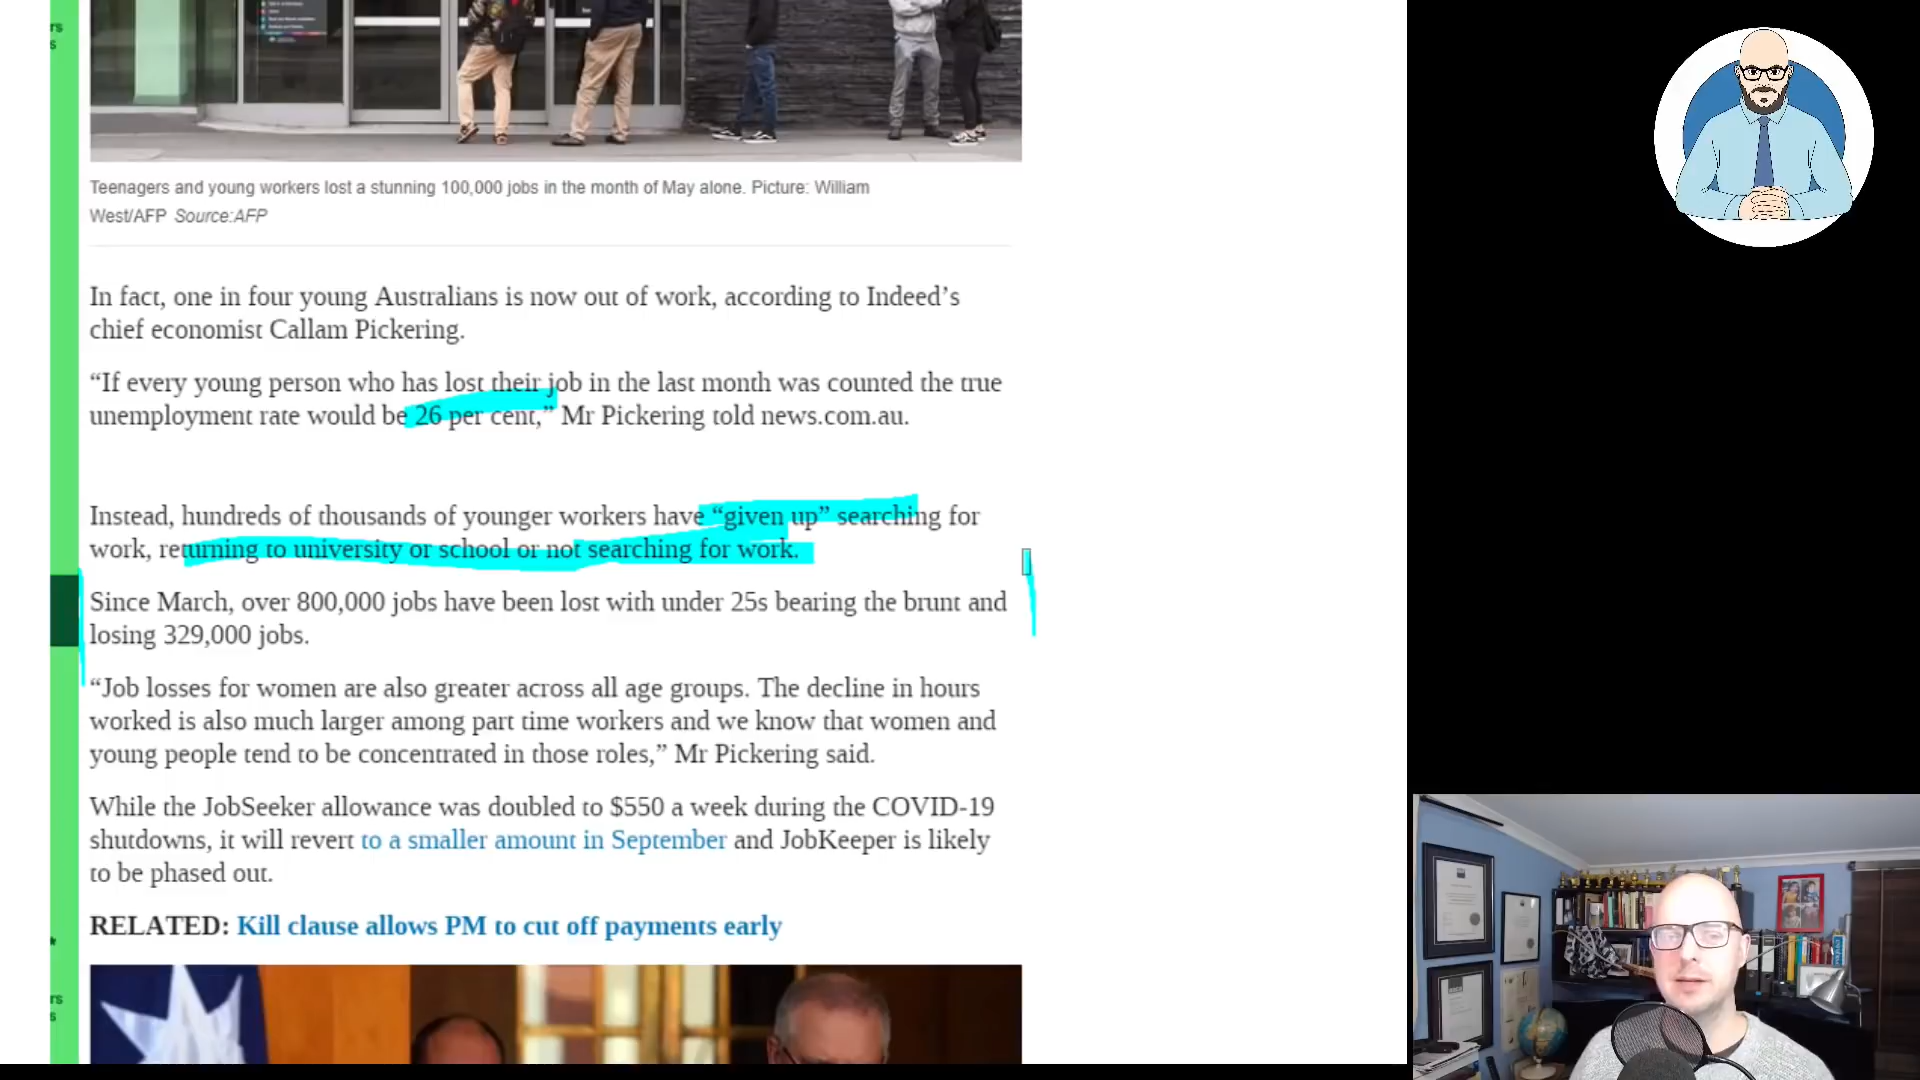 rs
s
Teenagers and young workers lost a stunning 100,000 jobs in the month of May alone. Picture: William
West/AFP Source:AFP
In fact, one in four young Australians is now out of work, according to Indeed’s
chief economist Callam Pickering.
“If every young person who has lost their job in the last month was counted the true
unemployment rate would be 26 per cent,” Mr Pickering told news.com.au.
Instead, hundreds of thousands of younger workers have “given up” searching for
work, returning to university or school or not searching for work.
Since March, over 800,000 jobs have been lost with under 25s bearing the brunt and
losing 329,000 jobs.
“Job losses for women are also greater across all age groups. The decline in hours
worked is also much larger among part time workers and we know that women and
young people tend to be concentrated in those roles,” Mr Pickering said.
While the JobSeeker allowance was doubled to $550 a week during the COVID-19
shutdowns, it will revert to a smaller amount in September and JobKeeper is likely
to be phased out.
RELATED: Kill clause allows PM to cut off payments early
rs
s